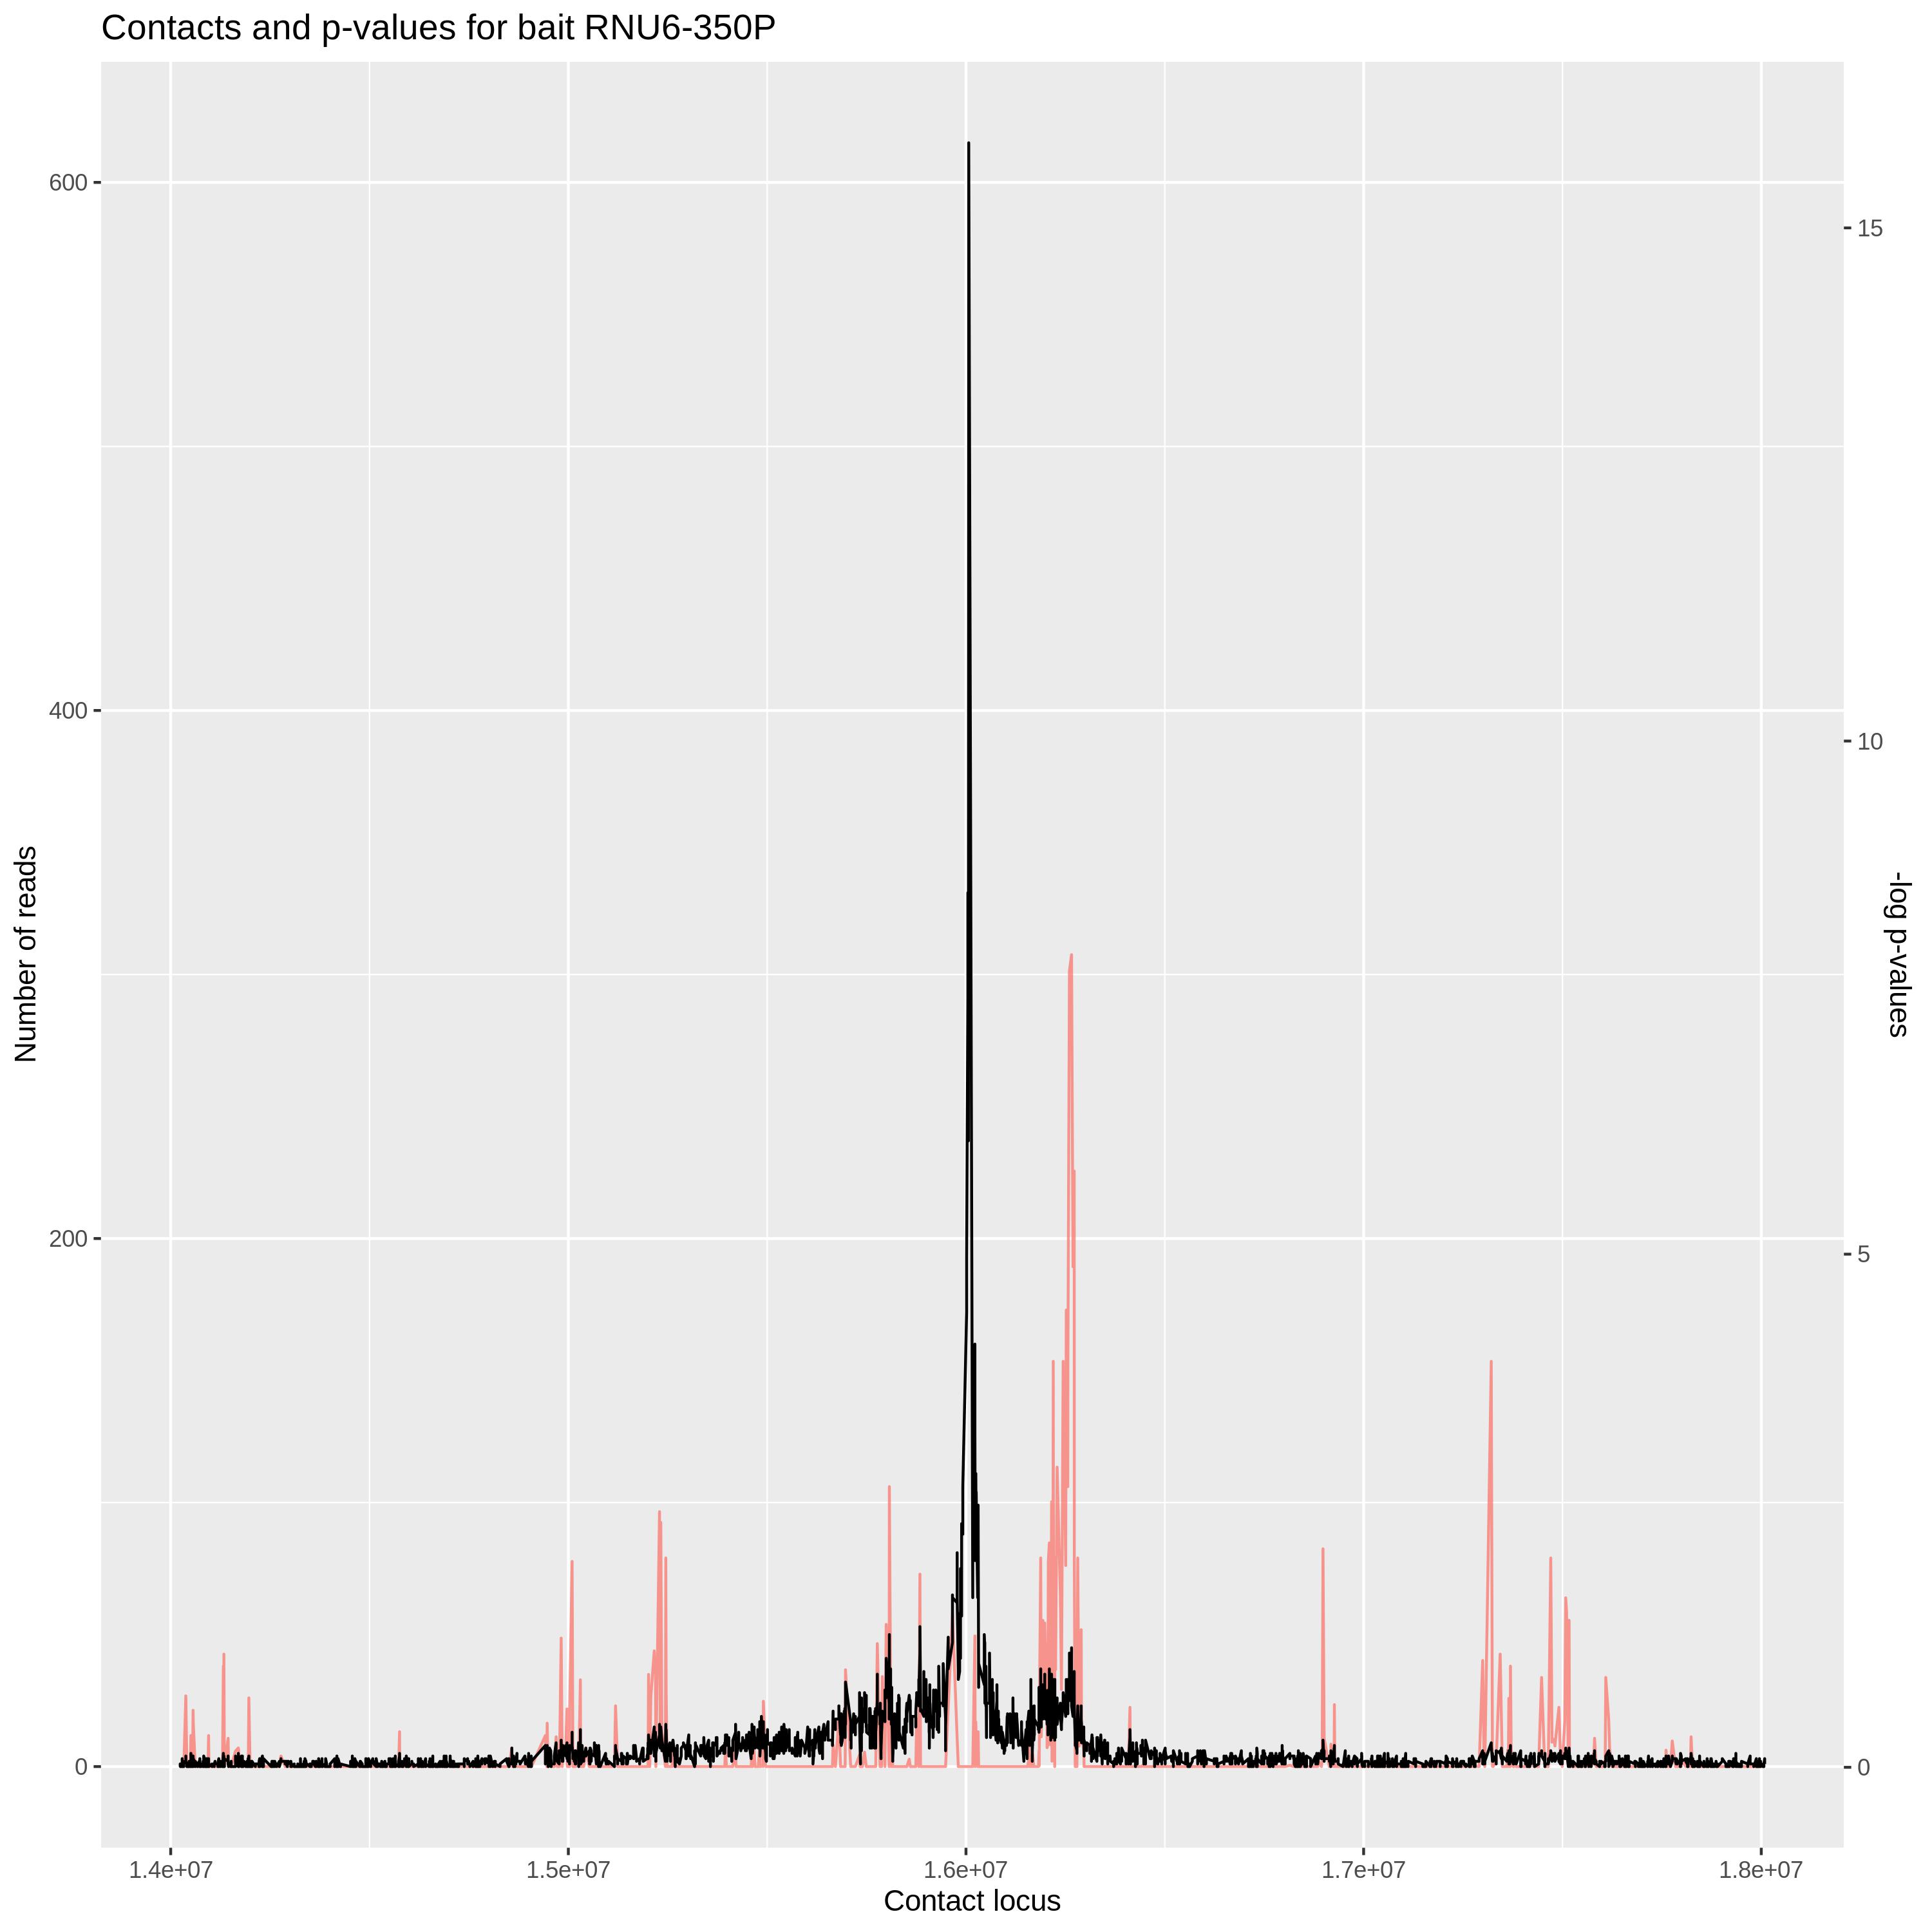 Contacts and p-values for bait RNU6-350P
600
400
200
0
Number of reads
15
10
5
0
-log p-values
1.4e+07 1.5e+07 1.6e+07 1.7e+07 1.8e+07
Contact locus